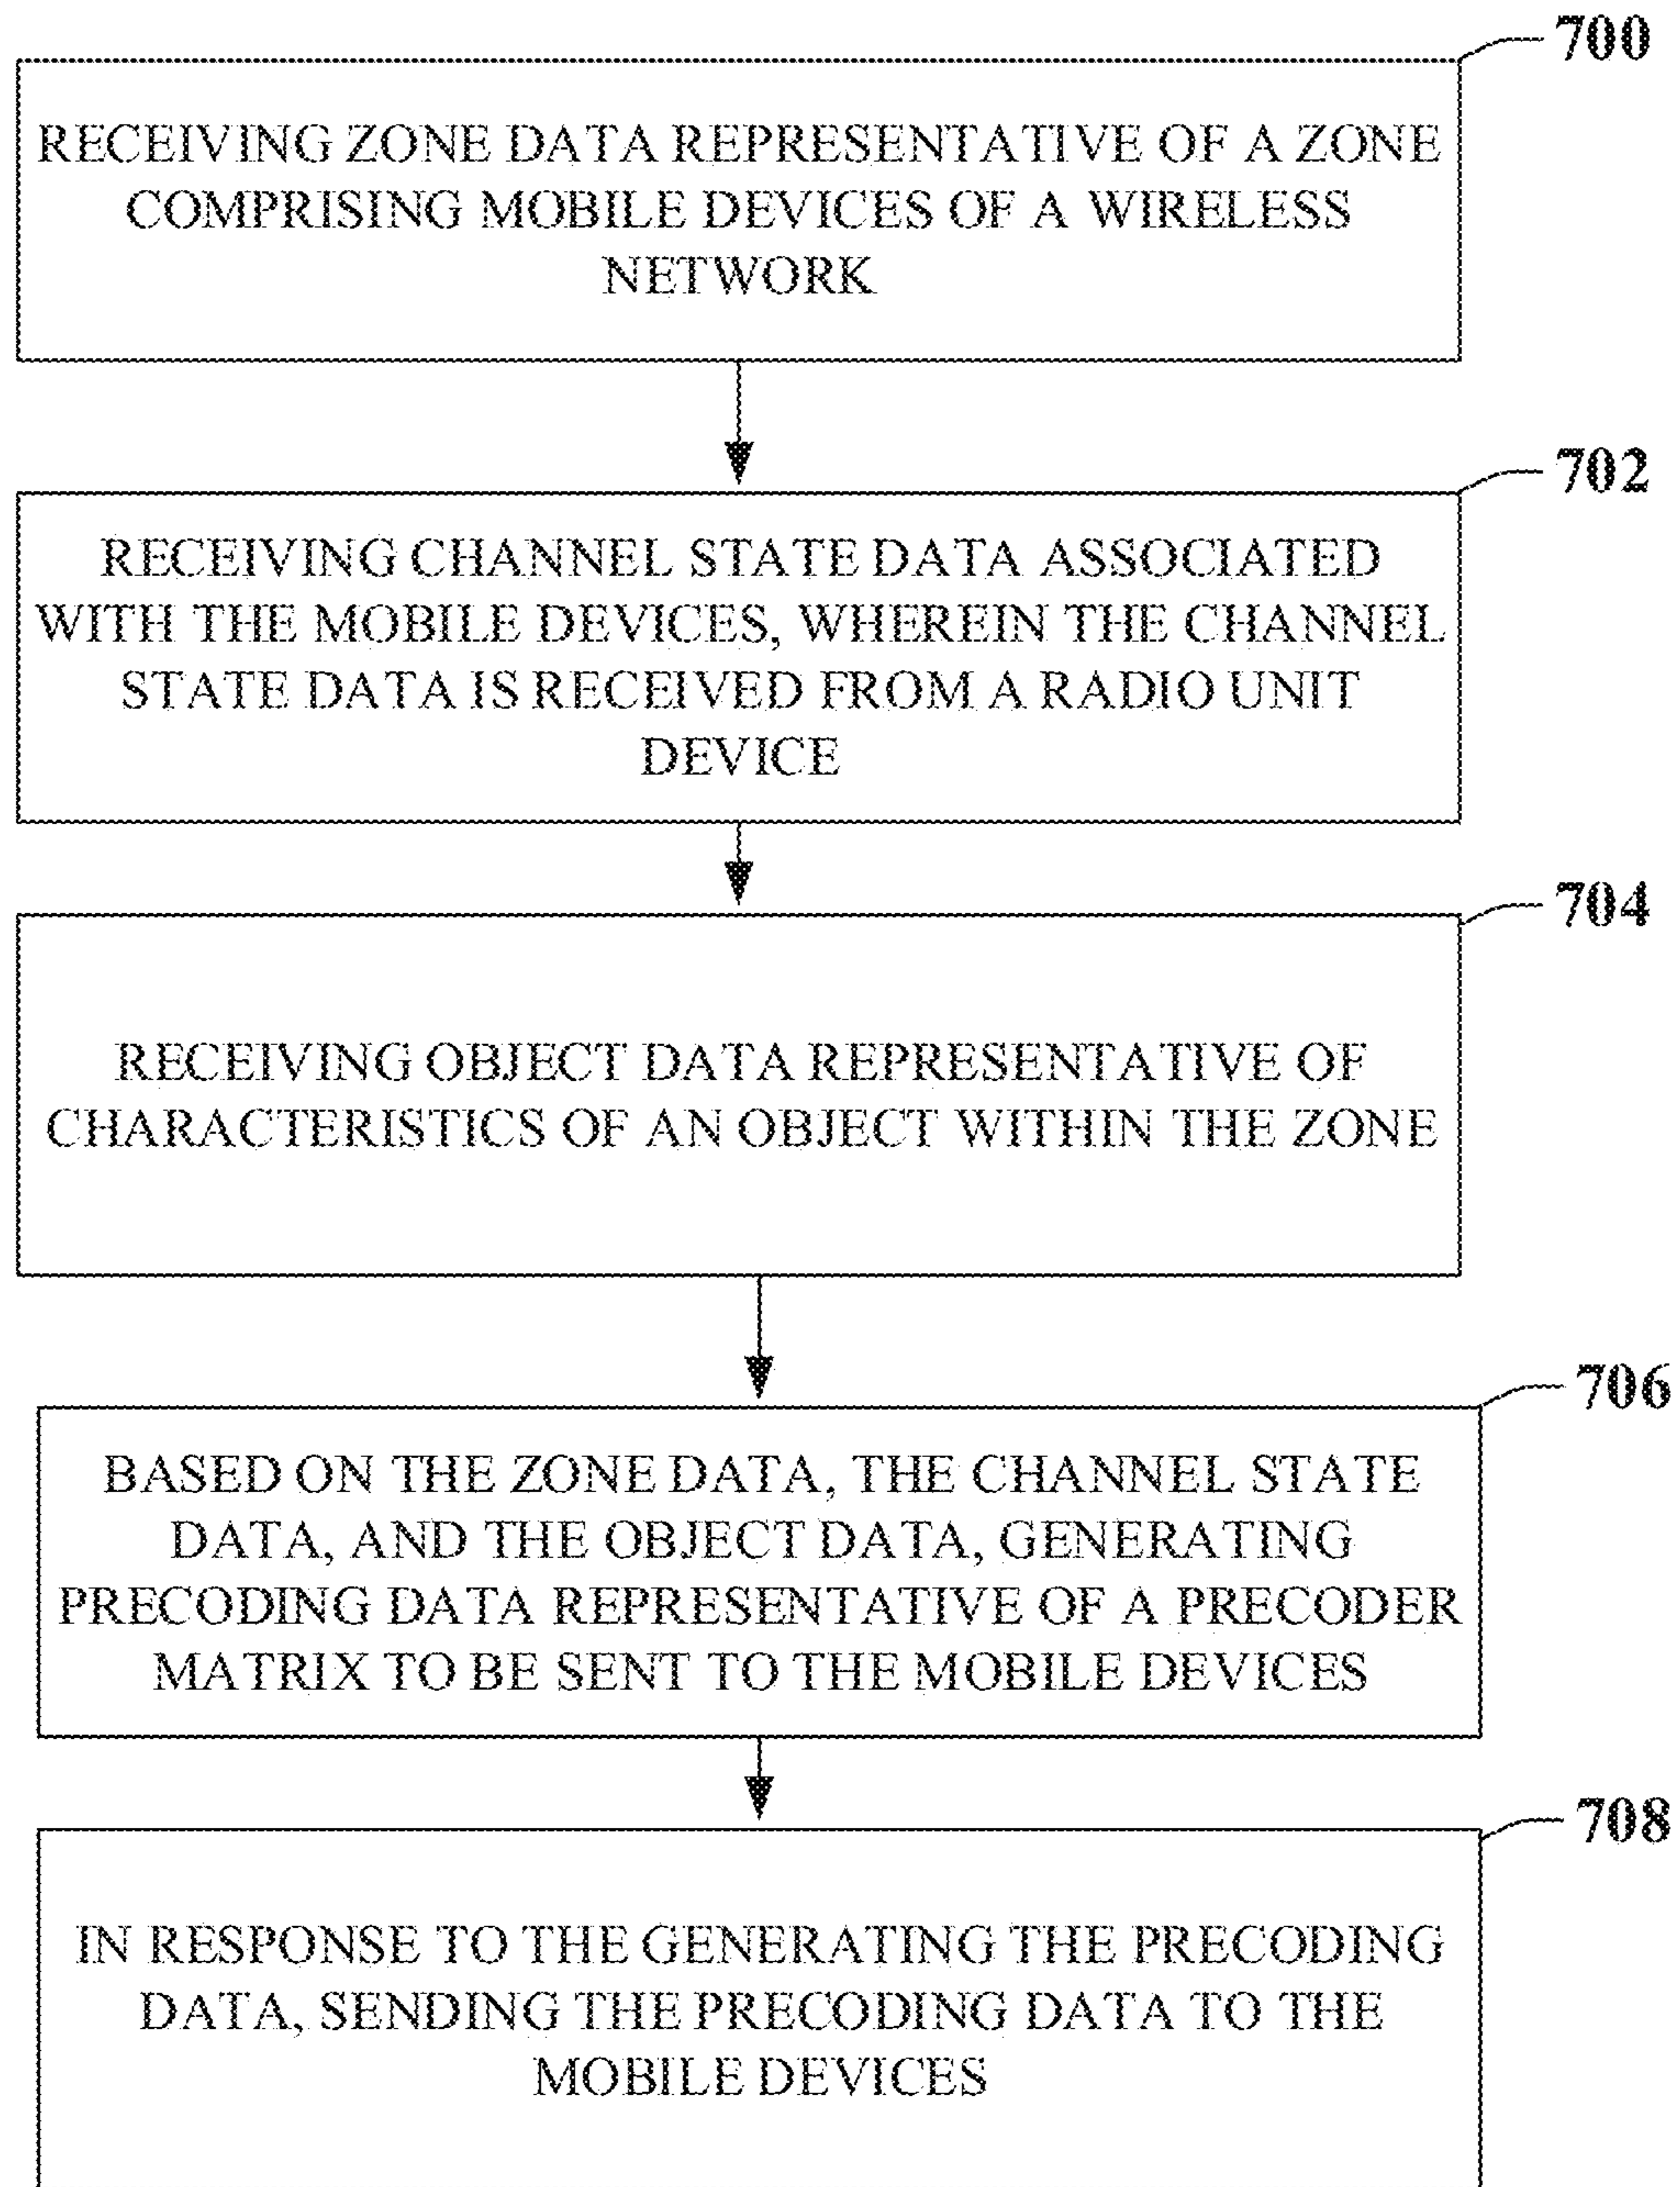 700
RECEIVING ZONE DATA REPRESENTATIVE OF A ZONE
COMPRISING MOBILE DEVICES OF A WIRELESS
NETWORK
702
RECEIVING CHANNEL STATE DATA ASSOCIATED
WITH THE MOBILE DEVICES, WHEREIN THE CHANNEL
STATE DATA IS RECEIVED FROM A RADIO UNIT
DEVICE
704
RECEIVING OBJECT DATA REPRESENTATIVE OF
CHARACTERISTICS OF AN OBJECT WITHIN THE ZONE
706
BASED ON THE ZONE DATA, THE CHANNEL STATE
DATA, AND THE OBJECT DATA, GENERATING
PRECODING DATA REPRESENTATIVE OF A PRECODER
MATRIX TO BE SENT TO THE MOBILE DEVICES
708
IN RESPONSE TO THE GENERATING THE PRECODING
DATA, SENDING THE PRECODING DATA TO THE
MOBILE DEVICES